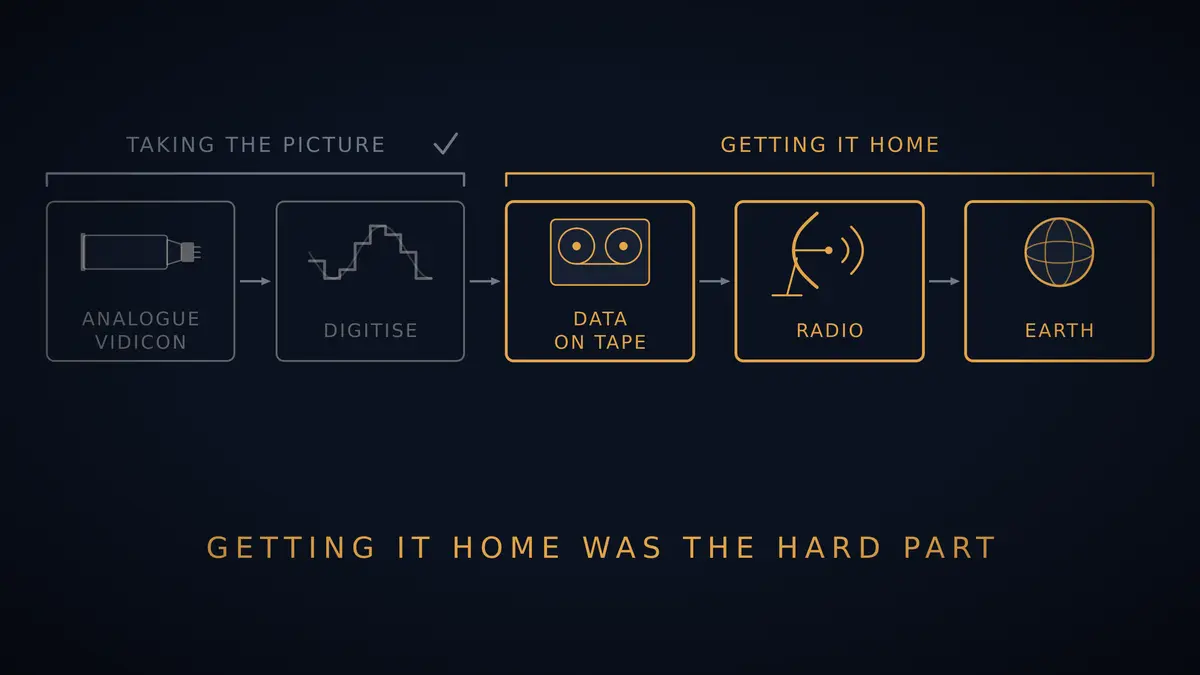 TAKING THE PICTURE
GETTING IT HOME
ANALOGUE
VIDICON
DIGITISE
DATA
ON TAPE
RADIO
EARTH
GETTING IT HOME WAS THE HARD PART